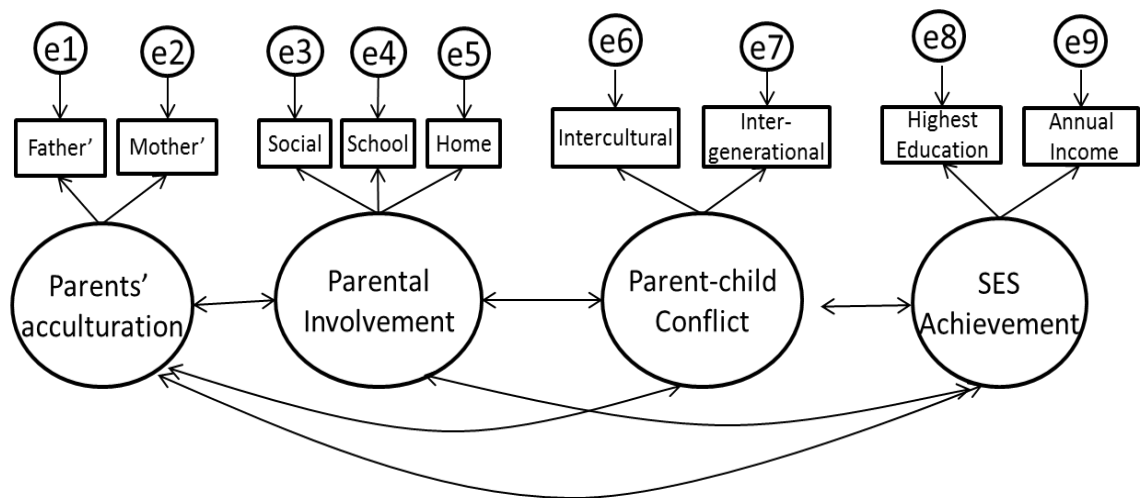 e1
e2
e3
e4
e5
e6
e7
e8
e9
Father’
Mother’
Social
School
Home
Intercultural
Inter-
generational
Highest
Education
Annual
Income
Parents’
acculturation
Parental
Involvement
Parent-child
Conflict
SES
Achievement